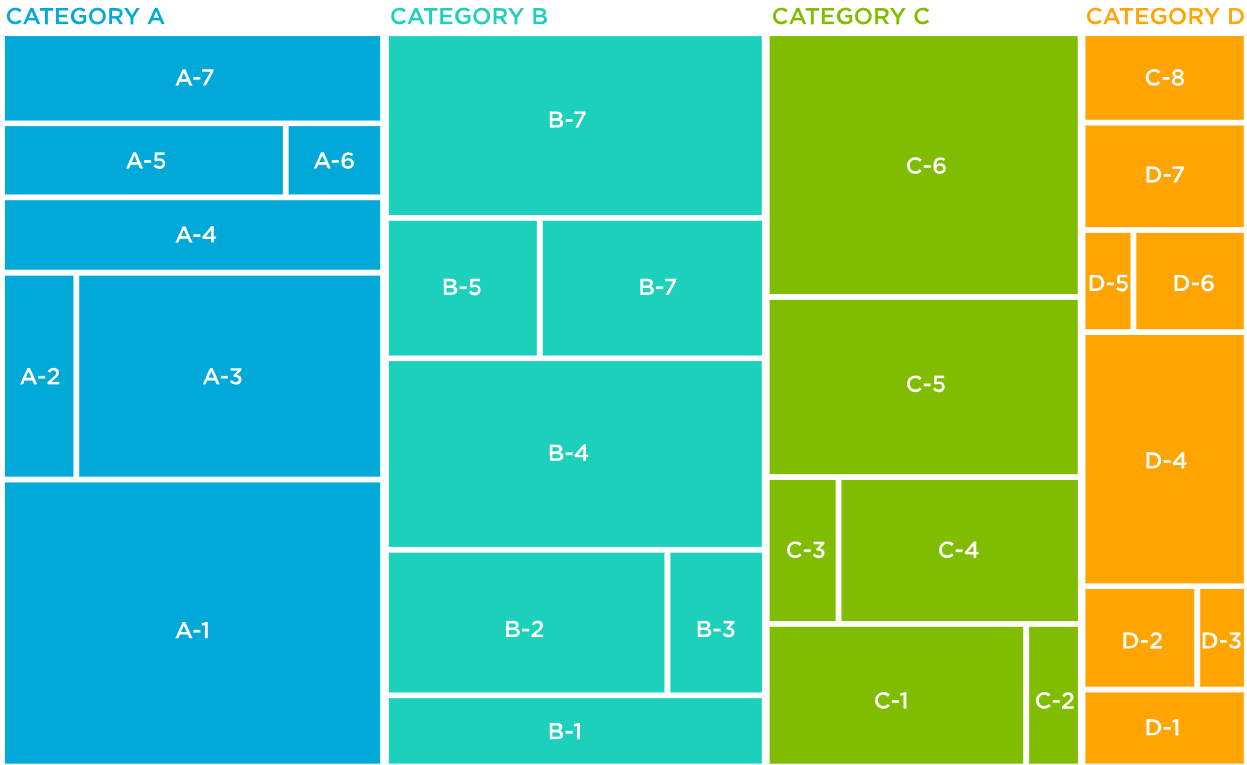 CATEGORY A
A-7
A-5
A-6
A-4
A-2
A-3
A-1
CATEGORY B
B-7
B-5
B-7
B-4
B-2
B-3
B-1
CATEGORY C
C-6
C-5
C-3
C-4
C-1
C-2
CATEGORY D
C-8
D-7
D-5
D-6
D-4
D-2
D-3
D-1